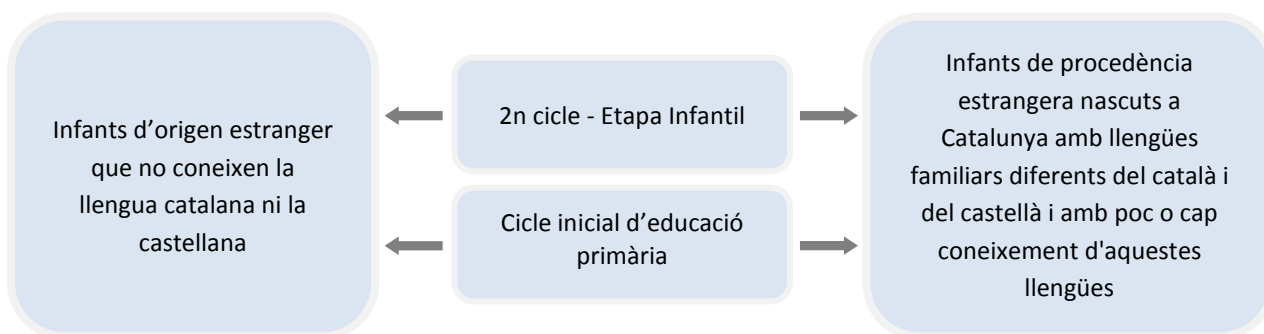 Infants d’origen estranger
que no coneixen la
llengua catalana ni la
castellana
2n cicle - Etapa Infantil
Cicle inicial d’educació
primària
Infants de procedència
estrangera nascuts a
Catalunya amb llengües
familiars diferents del català i
del castellà i amb poc o cap
coneixement d'aquestes
llengües